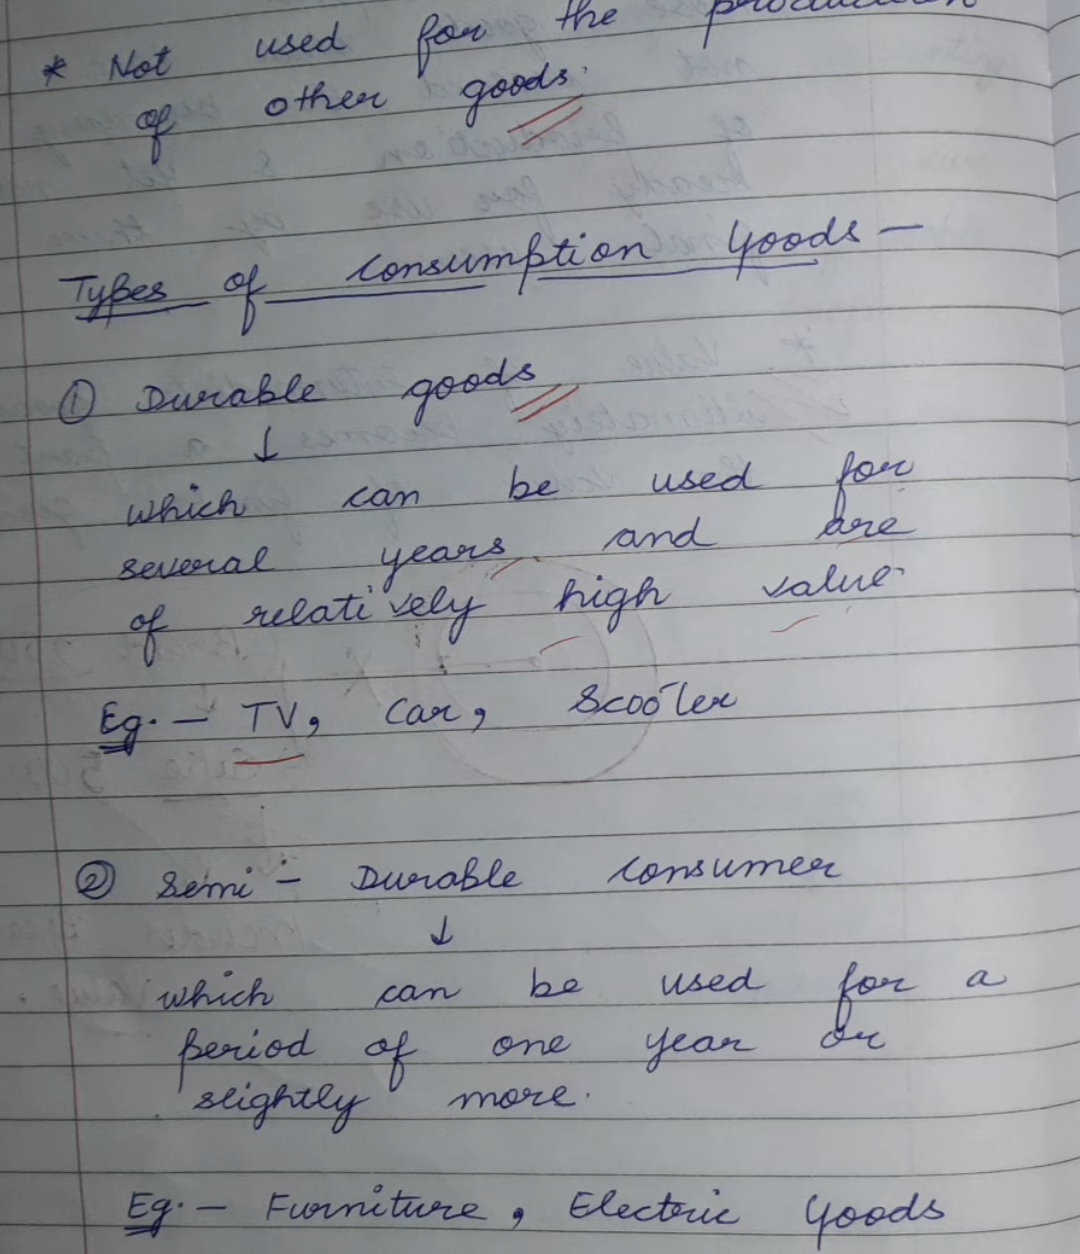 * Not used for the production
of other goods.
Types of Consumption Goods —
① Durable goods
↓
which can be used for
several years and are
of relatively high value.
Eg. — TV, Car, Scooter
② Semi - Durable Consumer
↓
which can be used for a
period of one year or
slightly more.
Eg. — Furniture, Electric Goods